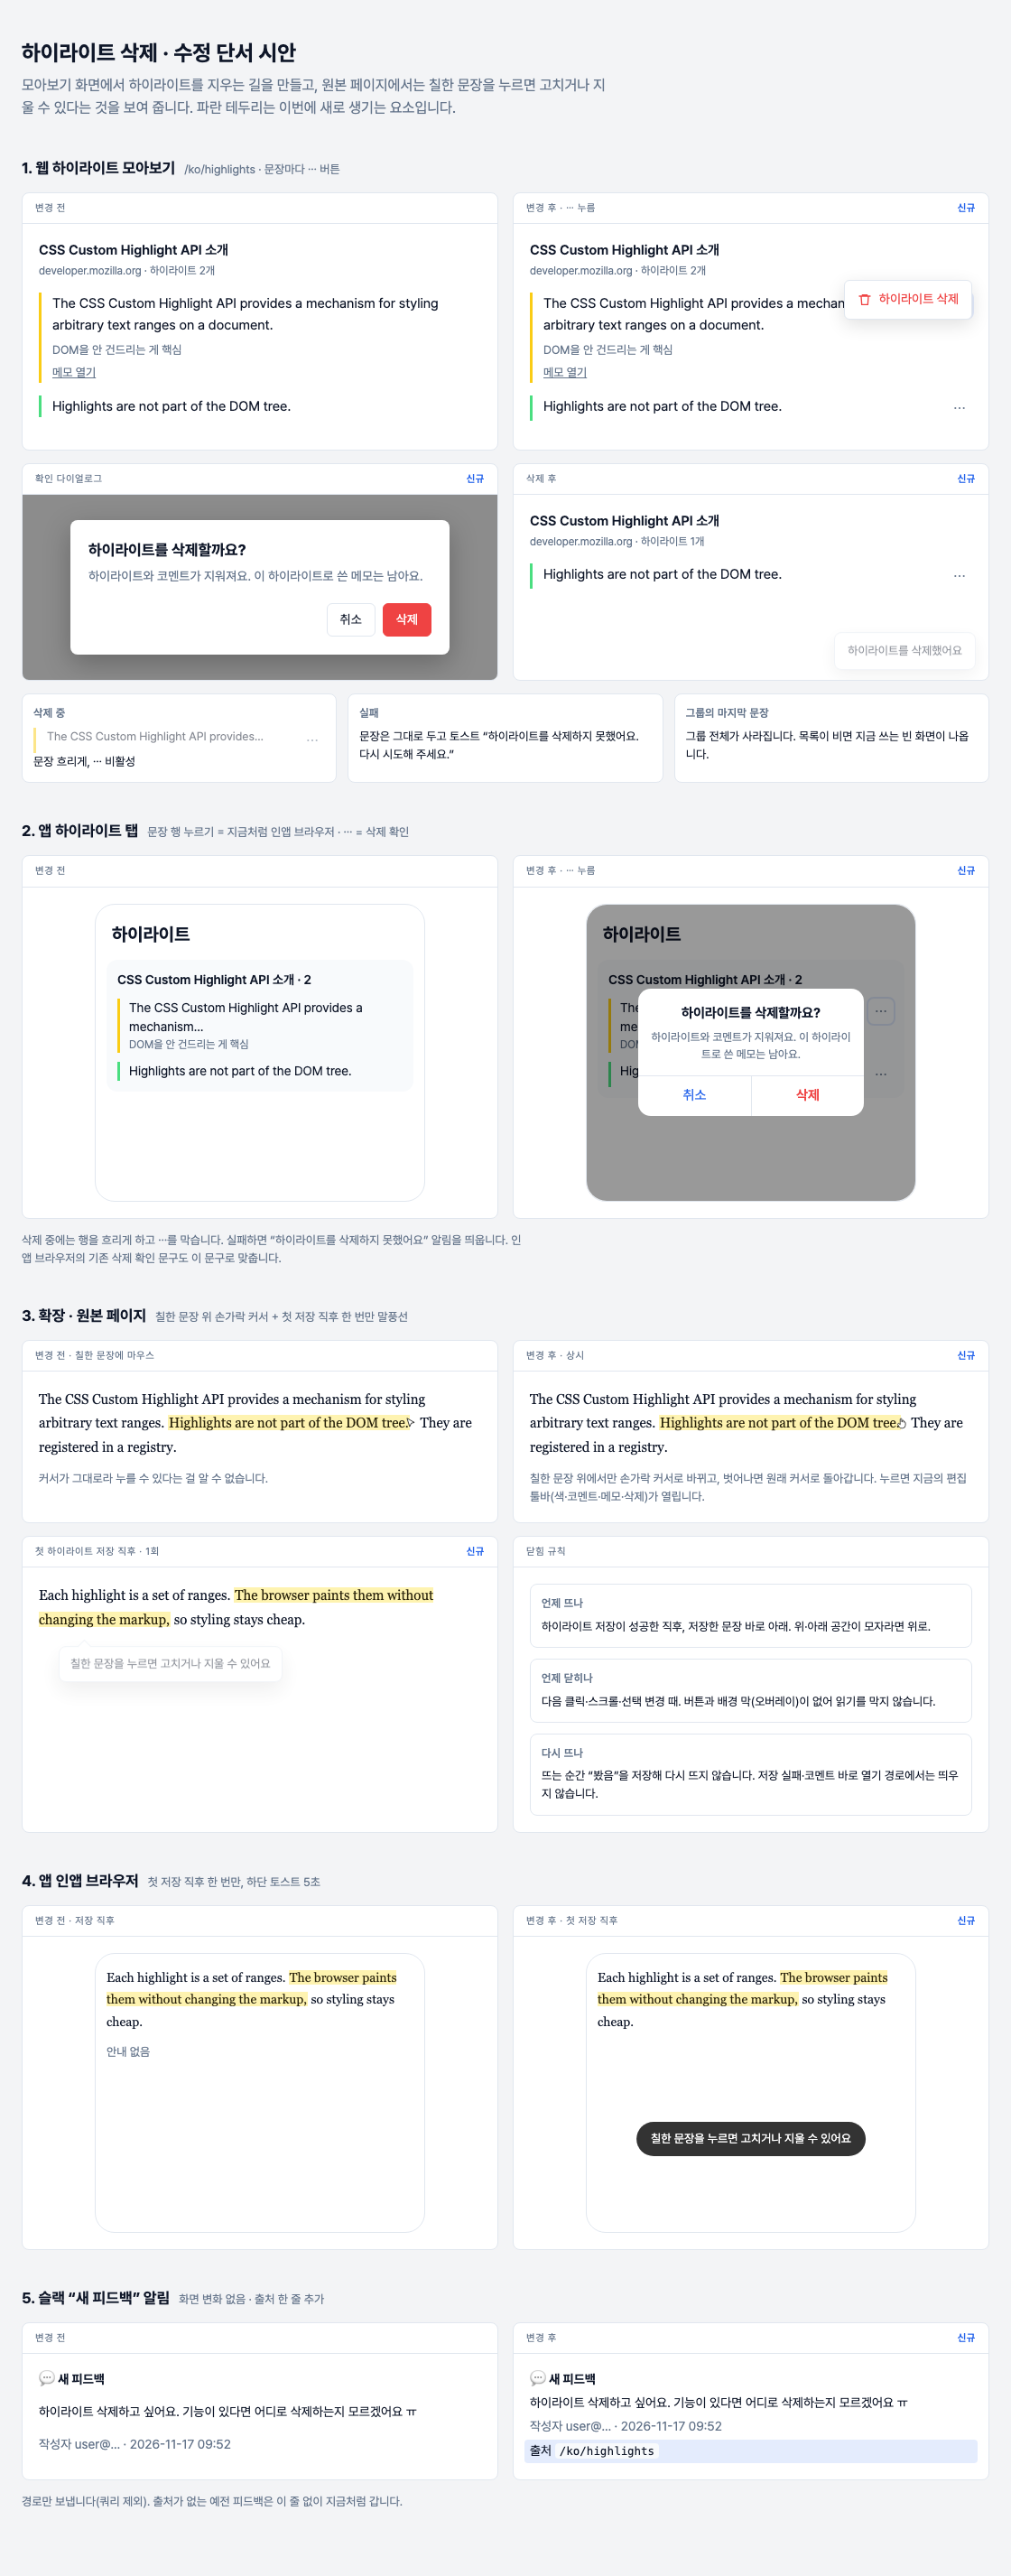 하이라이트 삭제 · 수정 단서 시안
모아보기 화면에서 하이라이트를 지우는 길을 만들고, 원본 페이지에서는 칠한 문장을 누르면 고치거나 지
울 수 있다는 것을 보여 줍니다. 파란 테두리는 이번에 새로 생기는 요소입니다.
1. 웹 하이라이트 모아보기 /ko/highlights · 문장마다 ··· 버튼
변경 전
CSS Custom Highlight API 소개
developer.mozilla.org · 하이라이트 2개
The CSS Custom Highlight API provides a mechanism for styling
arbitrary text ranges on a document.
DOM을 안 건드리는 게 핵심
메모 열기
Highlights are not part of the DOM tree.
변경 후 · ··· 누름 신규
CSS Custom Highlight API 소개
developer.mozilla.org · 하이라이트 2개
The CSS Custom Highlight API provides a mechan
하이라이트 삭제
arbitrary text ranges on a document.
DOM을 안 건드리는 게 핵심
메모 열기
Highlights are not part of the DOM tree. ···
확인 다이얼로그 신규
하이라이트를 삭제할까요?
하이라이트와 코멘트가 지워져요. 이 하이라이트로 쓴 메모는 남아요.
취소 삭제
삭제 후 신규
CSS Custom Highlight API 소개
developer.mozilla.org · 하이라이트 1개
Highlights are not part of the DOM tree. ···
하이라이트를 삭제했어요
삭제 중
The CSS Custom Highlight API provides... ···
문장 흐리게, ··· 비활성
실패
문장은 그대로 두고 토스트 “하이라이트를 삭제하지 못했어요.
다시 시도해 주세요.”
그룹의 마지막 문장
그룹 전체가 사라집니다. 목록이 비면 지금 쓰는 빈 화면이 나옵
니다.
2. 앱 하이라이트 탭 문장 행 누르기 = 지금처럼 인앱 브라우저 · ··· = 삭제 확인
변경 전
하이라이트
CSS Custom Highlight API 소개 · 2
The CSS Custom Highlight API provides a
mechanism...
DOM을 안 건드리는 게 핵심
Highlights are not part of the DOM tree.
변경 후 · ··· 누름 신규
하이라이트
CSS Custom Highlight API 소개 · 2
The
me
DOM
Hig
···
···
하이라이트를 삭제할까요?
하이라이트와 코멘트가 지워져요. 이 하이라이
트로 쓴 메모는 남아요.
취소 삭제
삭제 중에는 행을 흐리게 하고 ···를 막습니다. 실패하면 “하이라이트를 삭제하지 못했어요” 알림을 띄웁니다. 인
앱 브라우저의 기존 삭제 확인 문구도 이 문구로 맞춥니다.
3. 확장 · 원본 페이지 칠한 문장 위 손가락 커서 + 첫 저장 직후 한 번만 말풍선
변경 전 · 칠한 문장에 마우스
The CSS Custom Highlight API provides a mechanism for styling
arbitrary text ranges. Highlights are not part of the DOM tree. They are
registered in a registry.
커서가 그대로라 누를 수 있다는 걸 알 수 없습니다.
변경 후 · 상시 신규
The CSS Custom Highlight API provides a mechanism for styling
arbitrary text ranges. Highlights are not part of the DOM tree. They are
registered in a registry.
칠한 문장 위에서만 손가락 커서로 바뀌고, 벗어나면 원래 커서로 돌아갑니다. 누르면 지금의 편집
툴바(색·코멘트·메모·삭제)가 열립니다.
첫 하이라이트 저장 직후 · 1회 신규
Each highlight is a set of ranges. The browser paints them without
changing the markup, so styling stays cheap.
칠한 문장을 누르면 고치거나 지울 수 있어요
닫힘 규칙
언제 뜨나
하이라이트 저장이 성공한 직후, 저장한 문장 바로 아래. 위·아래 공간이 모자라면 위로.
언제 닫히나
다음 클릭·스크롤·선택 변경 때. 버튼과 배경 막(오버레이)이 없어 읽기를 막지 않습니다.
다시 뜨나
뜨는 순간 “봤음”을 저장해 다시 뜨지 않습니다. 저장 실패·코멘트 바로 열기 경로에서는 띄우
지 않습니다.
4. 앱 인앱 브라우저 첫 저장 직후 한 번만, 하단 토스트 5초
변경 전 · 저장 직후
Each highlight is a set of ranges. The browser paints
them without changing the markup, so styling stays
cheap.
안내 없음
변경 후 · 첫 저장 직후 신규
Each highlight is a set of ranges. The browser paints
them without changing the markup, so styling stays
cheap.
칠한 문장을 누르면 고치거나 지울 수 있어요
5. 슬랙 “새 피드백” 알림 화면 변화 없음 · 출처 한 줄 추가
변경 전
💬 새 피드백
하이라이트 삭제하고 싶어요. 기능이 있다면 어디로 삭제하는지 모르겠어요 ㅠ
작성자 user@... · 2026-11-17 09:52
변경 후 신규
💬 새 피드백
하이라이트 삭제하고 싶어요. 기능이 있다면 어디로 삭제하는지 모르겠어요 ㅠ
작성자 user@... · 2026-11-17 09:52
출처 /ko/highlights
경로만 보냅니다(쿼리 제외). 출처가 없는 예전 피드백은 이 줄 없이 지금처럼 갑니다.